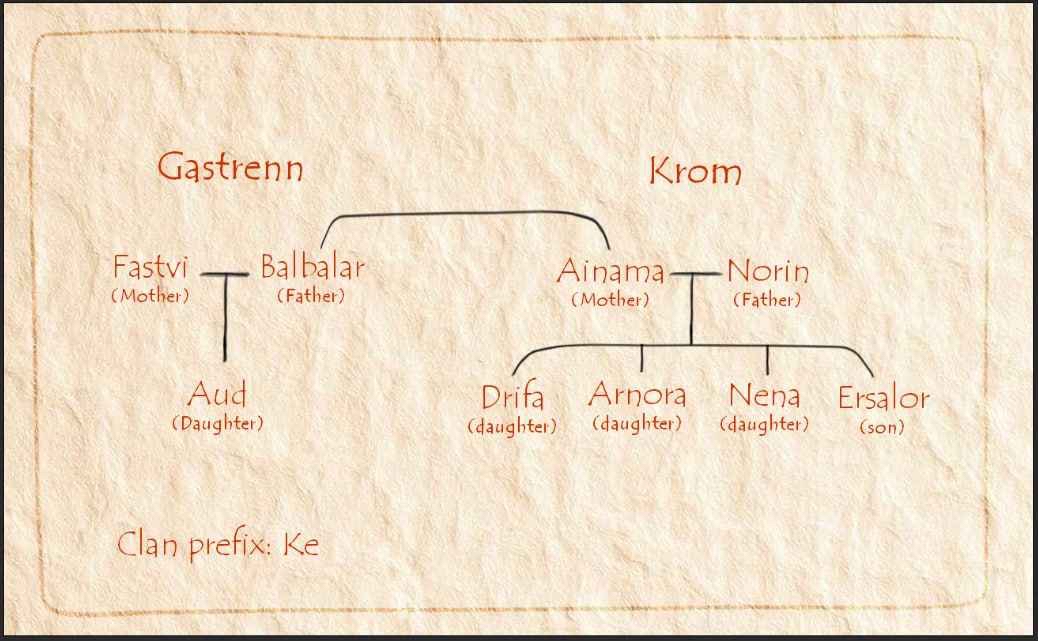 Gastrenn
Krom
Fastvi
(Mother)
Balbalar
(Father)
Ainama
(Mother)
Norin
(Father)
Aud
(Daughter)
Drifa
(daughter)
Arnora
(daughter)
Nena
(daughter)
Ersalor
(son)
Clan prefix: Ke